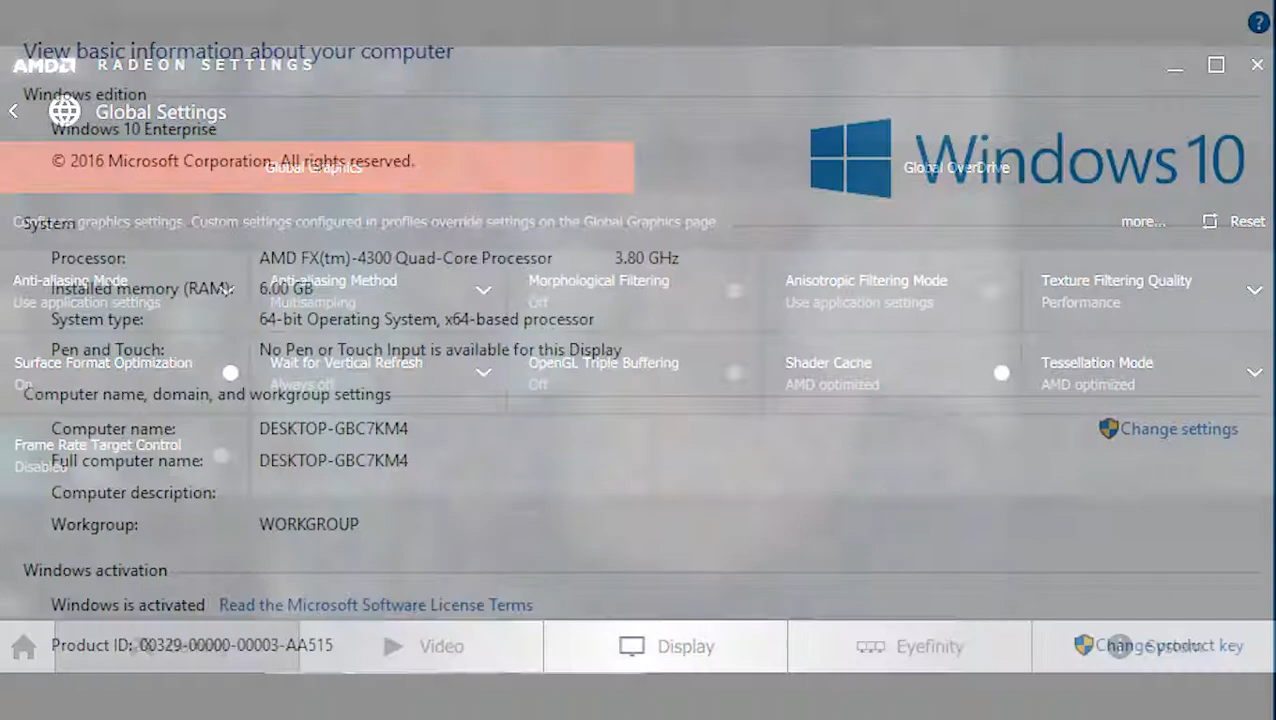 View basic information about your computer
AMD RADEON SETTINGS
Windows edition
Global Settings
Windows 10 Enterprise
© 2016 Microsoft Corporation. All rights reserved.
Windows 10
Global Graphics
Global OverDrive
Configure graphics settings. Custom settings configured in profiles override settings on the Global Graphics page
more...
Reset
System
Processor: AMD FX(tm)-4300 Quad-Core Processor 3.80 GHz
Anti-aliasing Mode
Use application settings
Anti-aliasing Method
Multisampling
Morphological Filtering
Off
Anisotropic Filtering Mode
Use application settings
Texture Filtering Quality
Performance
Installed memory (RAM): 6.00 GB
System type: 64-bit Operating System, x64-based processor
Pen and Touch: No Pen or Touch Input is available for this Display
Surface Format Optimization
On
Wait for Vertical Refresh
Always off
OpenGL Triple Buffering
Off
Shader Cache
AMD optimized
Tessellation Mode
AMD optimized
Computer name, domain, and workgroup settings
Computer name: DESKTOP-GBC7KM4
Change settings
Frame Rate Target Control
Disabled
Full computer name: DESKTOP-GBC7KM4
Computer description:
Workgroup: WORKGROUP
Windows activation
Windows is activated Read the Microsoft Software License Terms
Product ID: 00329-00000-00003-AA515
Change product key
Video
Display
Eyefinity
System